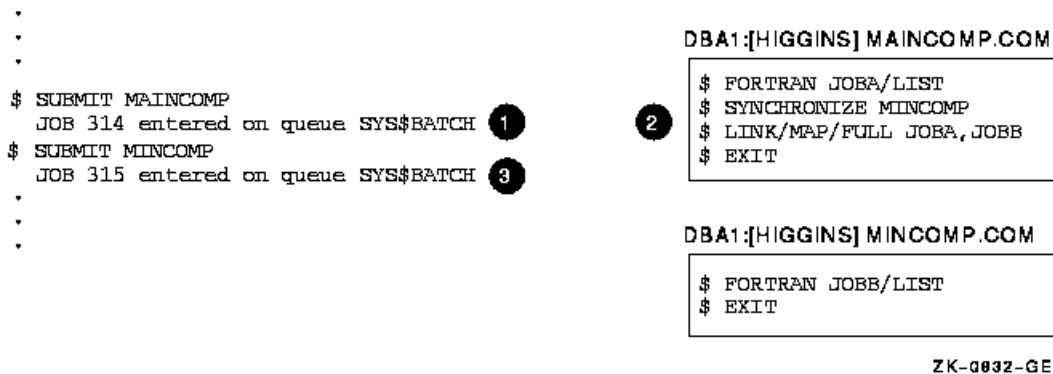 $ SUBMIT MAINCOMP
JOB 314 entered on queue SYS$BATCH 1
$ SUBMIT MINCOMP
JOB 315 entered on queue SYS$BATCH 3
DBA1:[HIGGINS] MAINCOMP.COM
$ FORTRAN JOBA/LIST
$ SYNCHRONIZE MINCOMP
2 $ LINK/MAP/FULL JOBA,JOBB
$ EXIT
DBA1:[HIGGINS] MINCOMP.COM
$ FORTRAN JOBB/LIST
$ EXIT
ZK-0832-GE